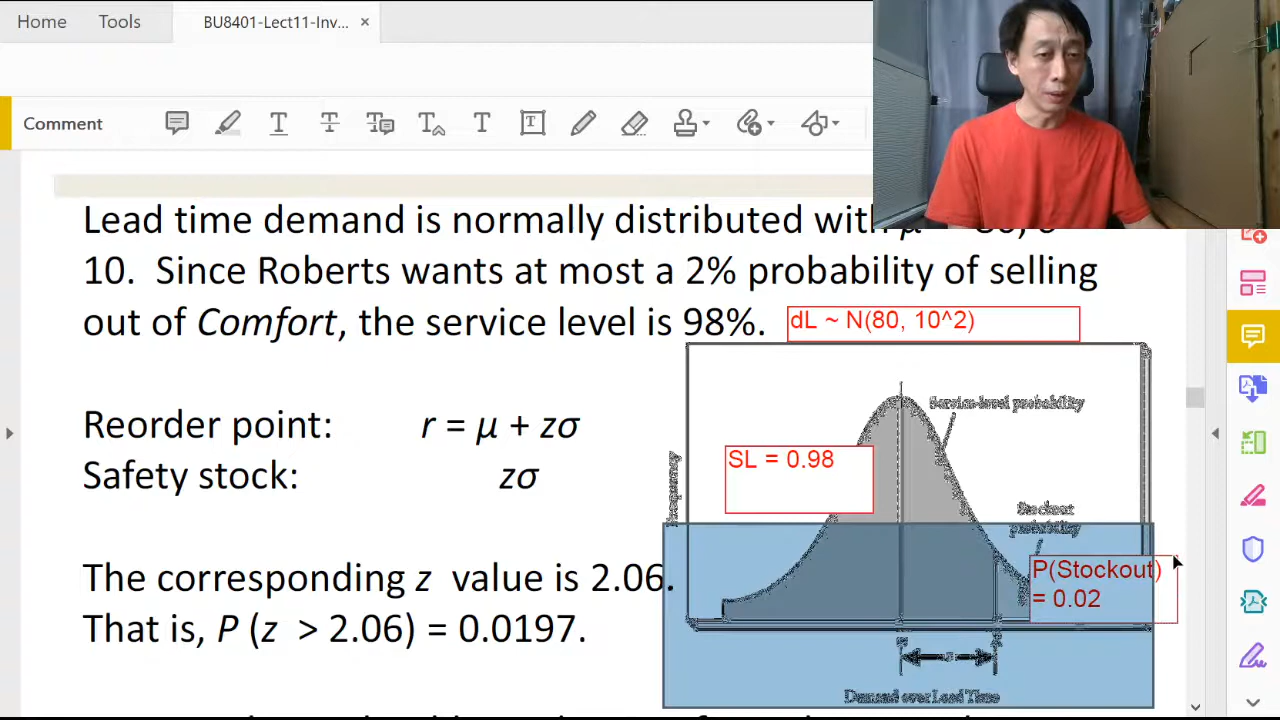 Home
Tools
BU8401-Lect11-Inv...
×
Comment
Lead time demand is normally distributed with
10. Since Roberts wants at most a 2% probability of selling
out of Comfort, the service level is 98%.
dL ~ N(80, 10^2)
Service-level probability
Reorder point: r = μ + zσ
SL = 0.98
Safety stock: zσ
Frequency
Stockout
probability
The corresponding z value is 2.06.
P(Stockout)
= 0.02
That is, P (z > 2.06) = 0.0197.
Demand over Lead Time